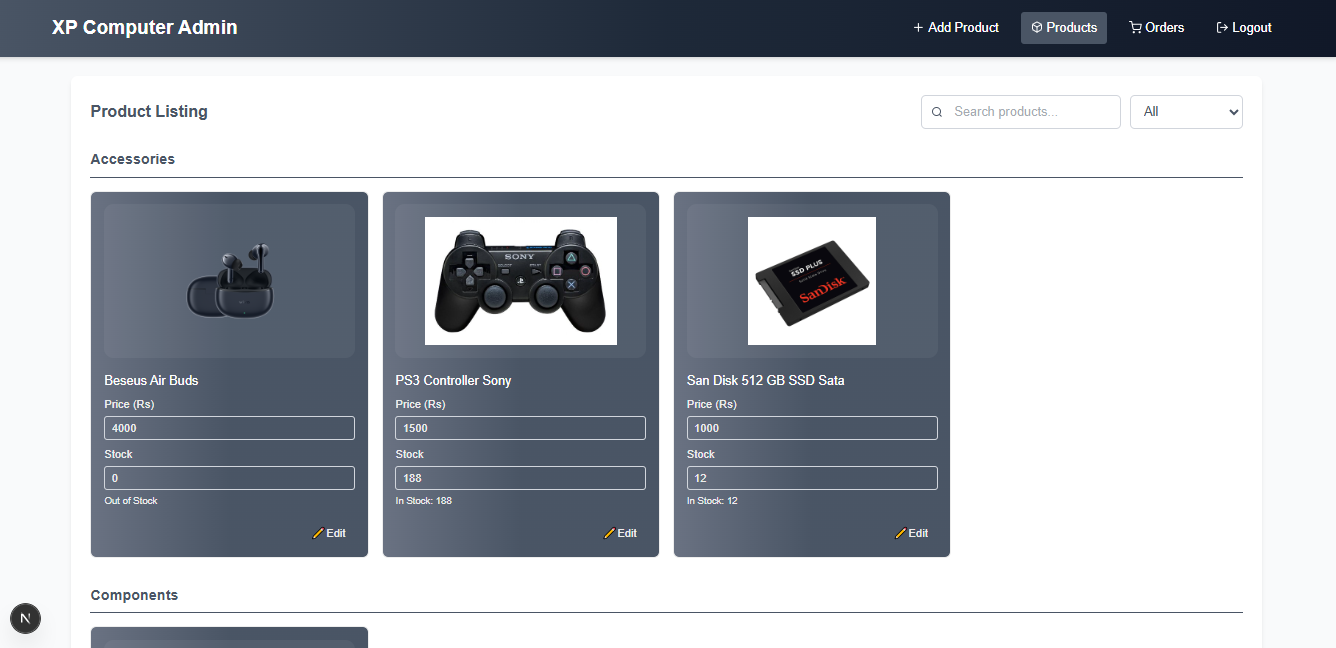 XP Computer Admin
+ Add Product
Products
Orders
Logout
Product Listing
Search products...
All
Accessories
SONY
SSD PLUS
SanDisk
Beseus Air Buds
PS3 Controller Sony
San Disk 512 GB SSD Sata
Price (Rs)
Price (Rs)
Price (Rs)
4000
1500
1000
Stock
Stock
Stock
0
188
12
Out of Stock
In Stock: 188
In Stock: 12
Edit
Edit
Edit
Components
N